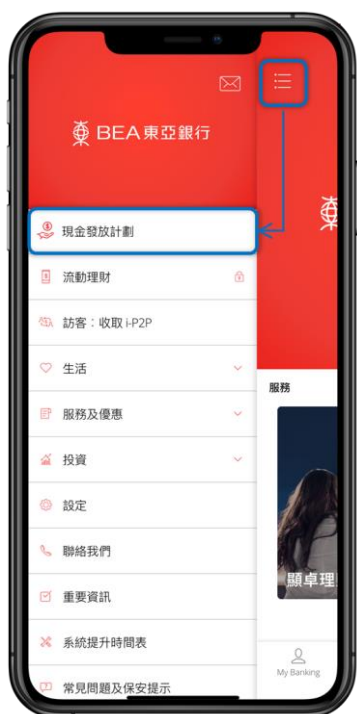 BEA東亞銀行
現金發放計劃
流動理財
訪客：收取 i-P2P
生活
服務及優惠
投資
設定
聯絡我們
重要資訊
系統提升時間表
常見問題及保安提示
服務
顯卓理
My Banking